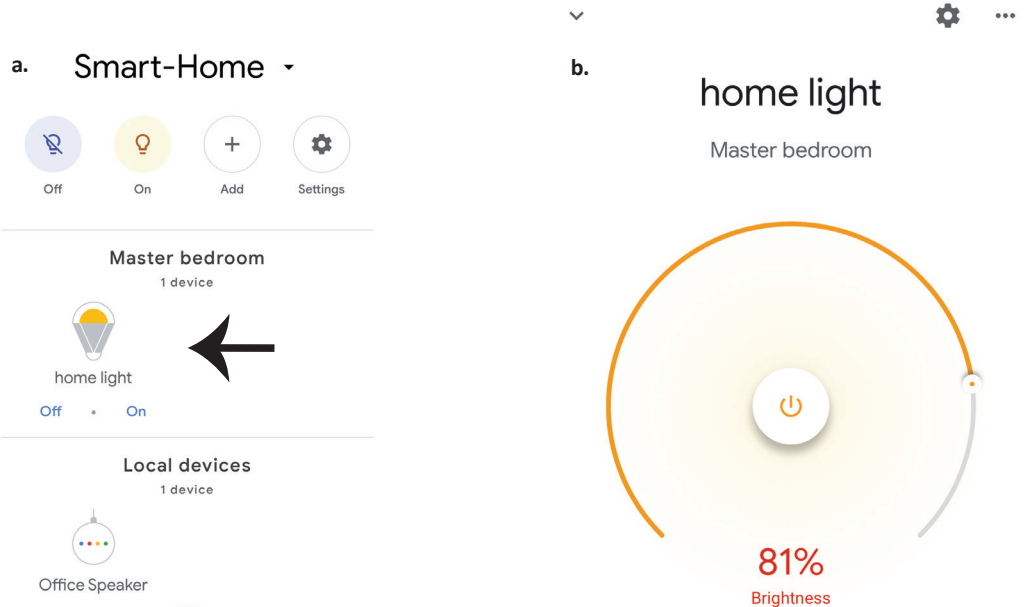 a.
Smart-Home
Off
On
Add
Settings
Master bedroom
1 device
home light
Off • On
Local devices
1 device
Office Speaker
b.
home light
Master bedroom
81%
Brightness